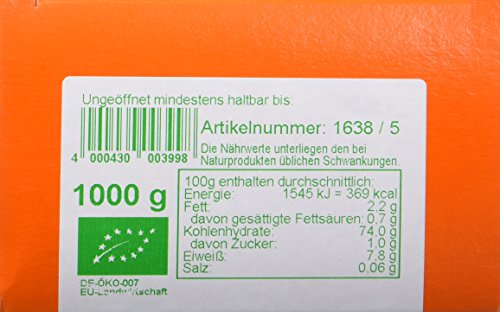 Ungeöffnet mindestens haltbar bis:
Artikelnummer: 1638 / 5
4 000430 003998
Die Nährwerte unterliegen den bei
Naturprodukten üblichen Schwankungen.
1000 g
100g enthalten durchschnittlich:
Energie: 1545 kJ = 369 kcal
Fett: 2,2 g
davon gesättigte Fettsäuren: 0,7 g
Kohlenhydrate: 74,0 g
davon Zucker: 1,0 g
Eiweiß: 7,8 g
Salz: 0,06 g
DE-ÖKO-007
EU-Landwirtschaft